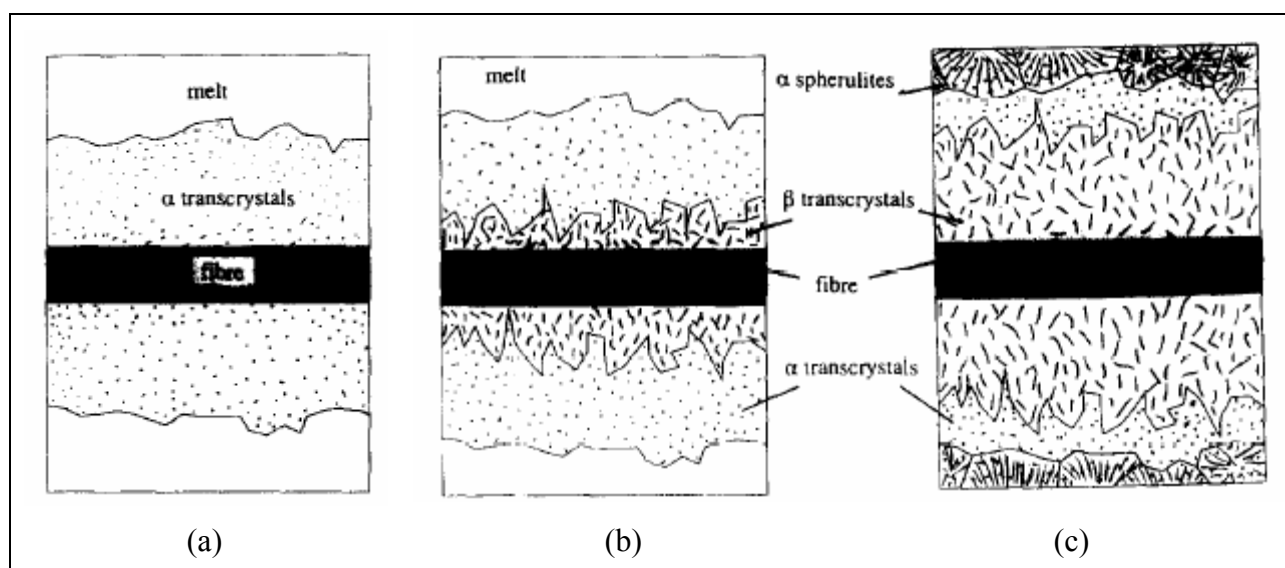 melt
α transcrystals
fibre
(a)
melt
(b)
α spherulites
β transcrystals
fibre
α transcrystals
(c)